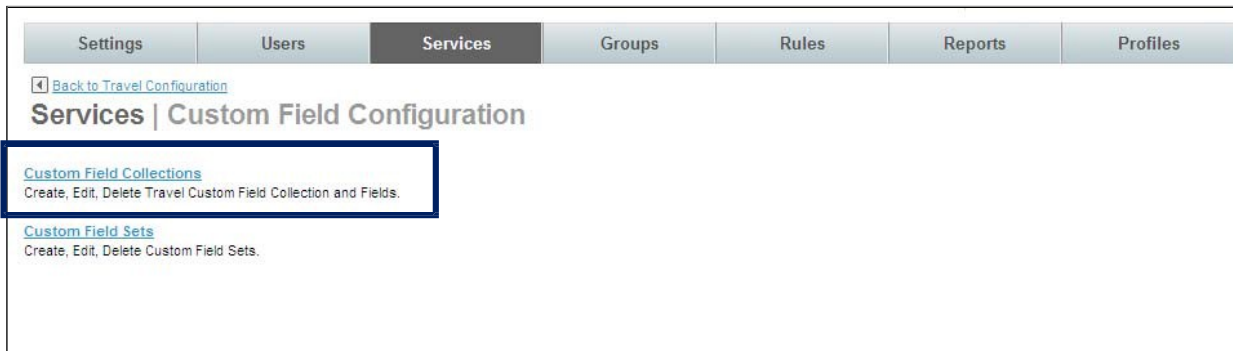 Settings Users Services Groups Rules Reports Profiles
Back to Travel Configuration
Services | Custom Field Configuration
Custom Field Collections
Create, Edit, Delete Travel Custom Field Collection and Fields.
Custom Field Sets
Create, Edit, Delete Custom Field Sets.